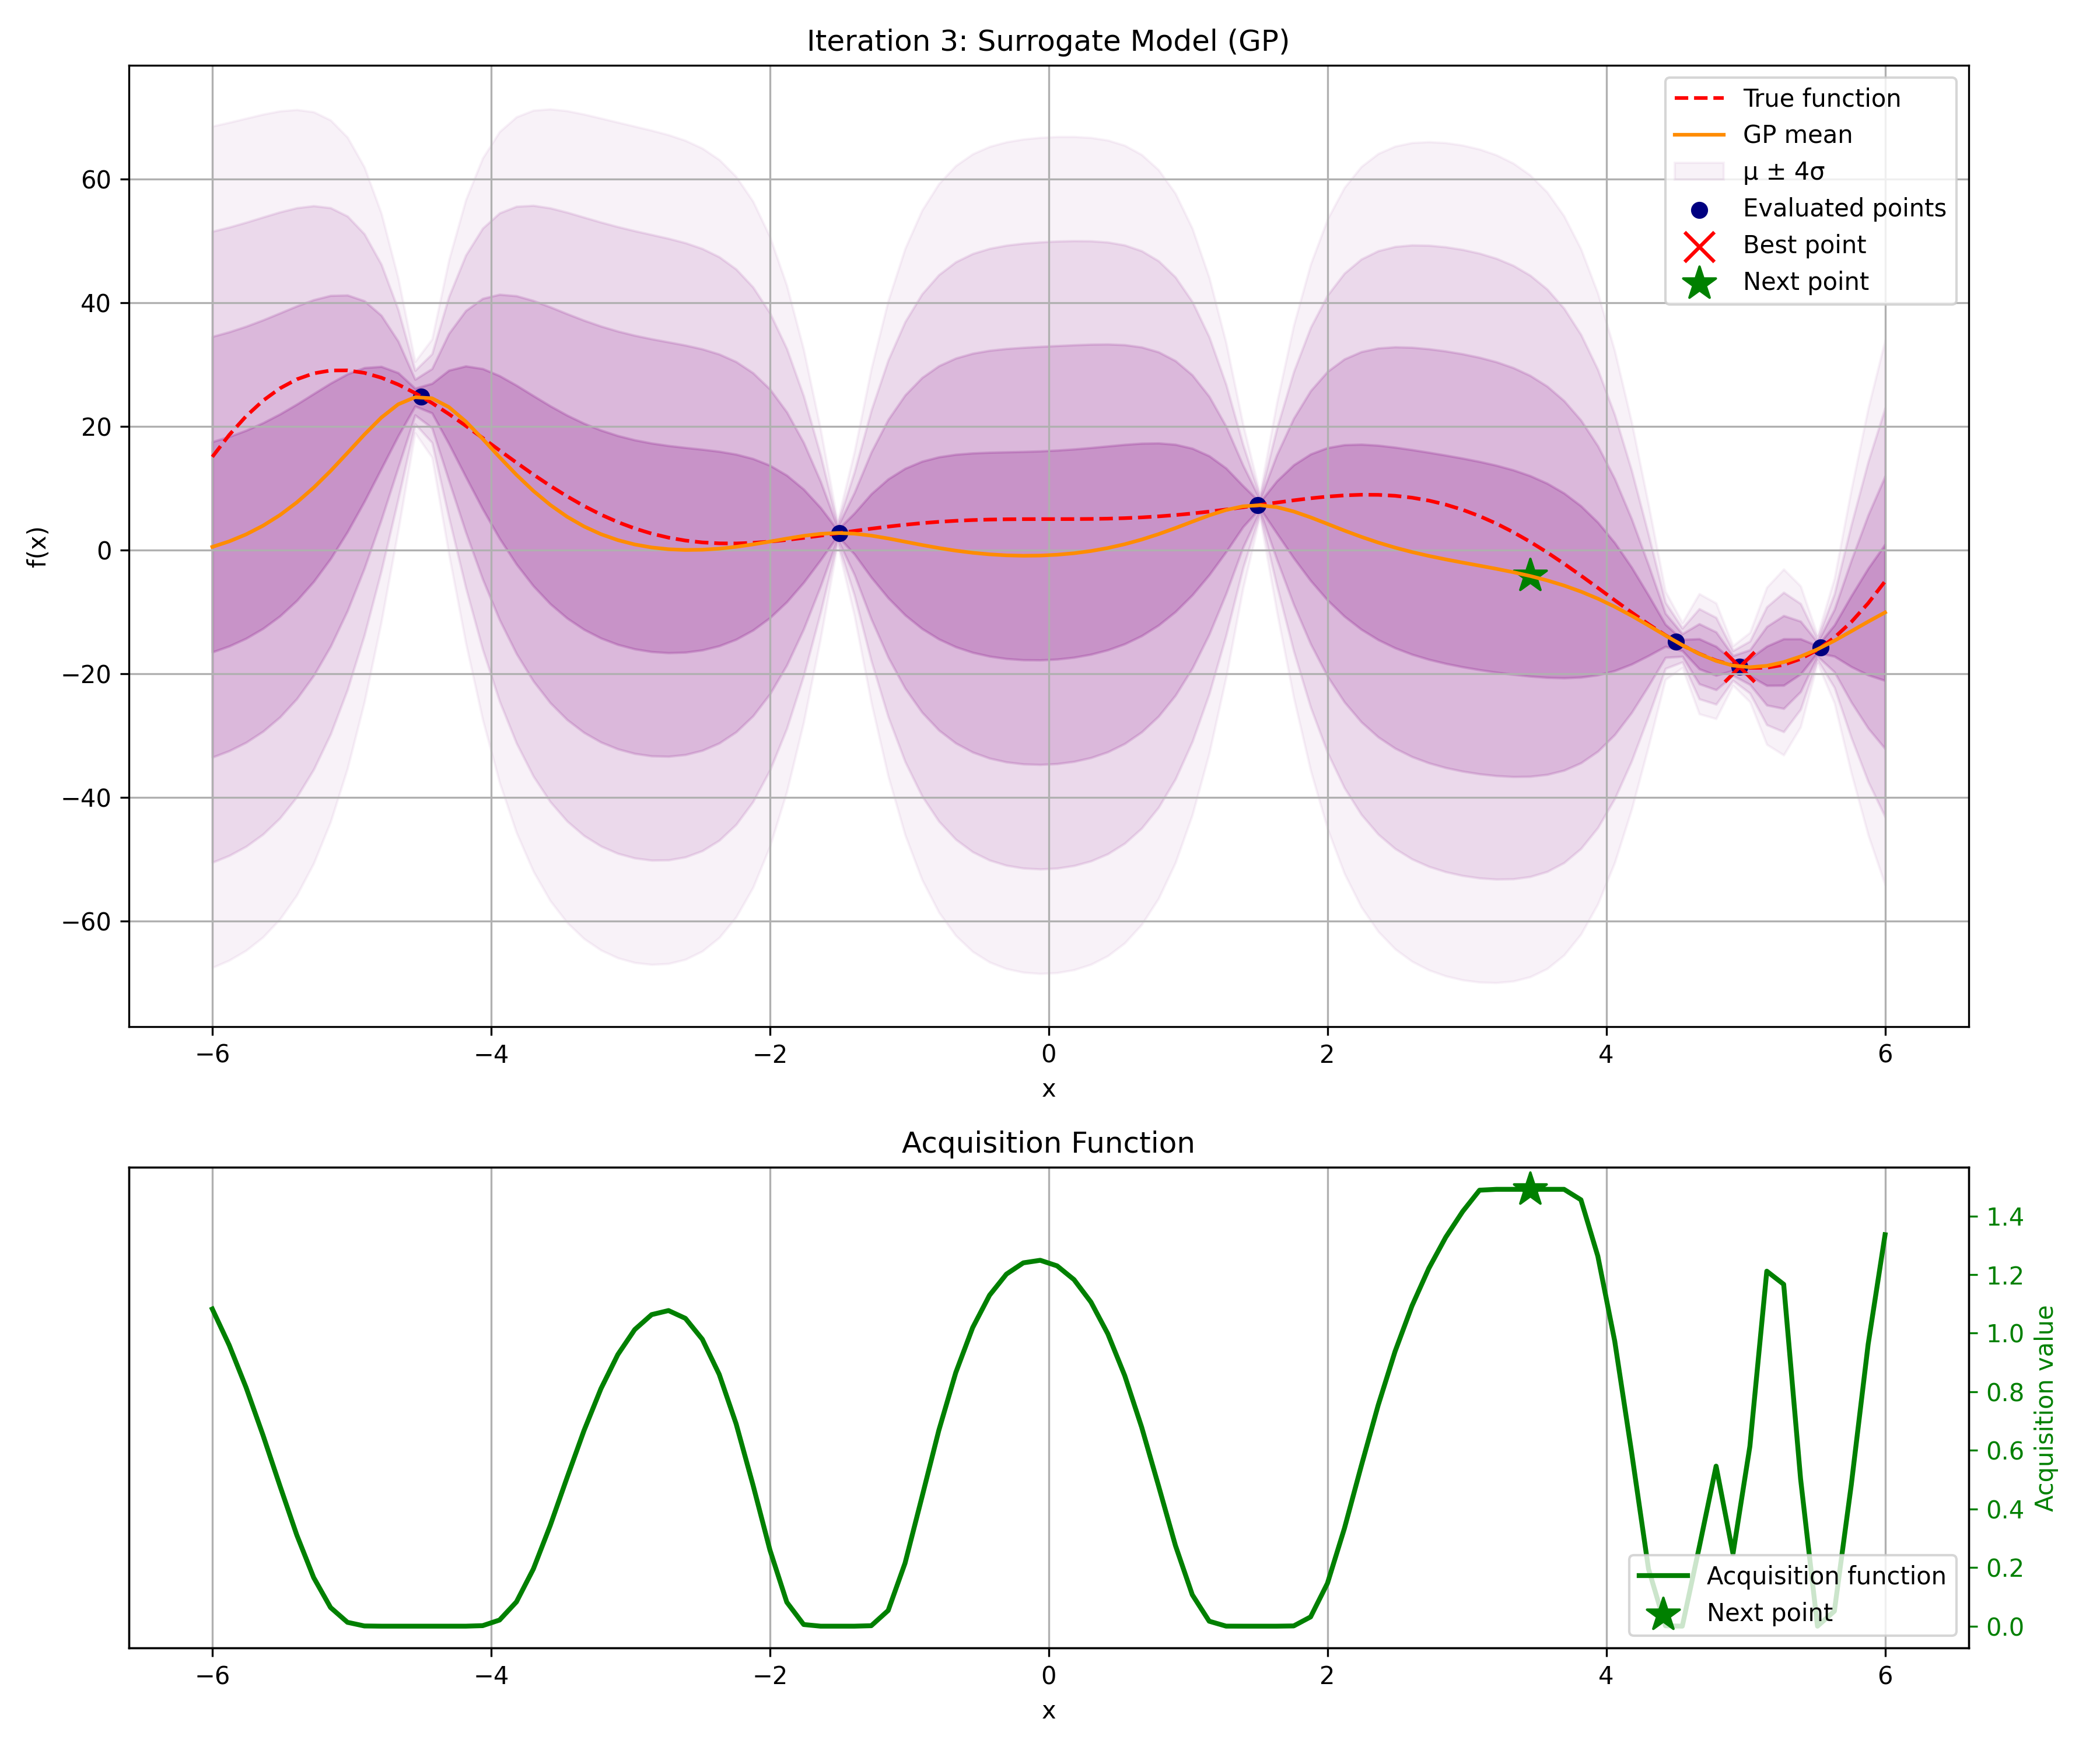 Iteration 3: Surrogate Model (GP)
True function
GP mean
μ ± 4σ
Evaluated points
Best point
Next point
60
40
20
0
−20
−40
−60
f(x)
−6 −4 −2 0 2 4 6
x
Acquisition Function
1.4
1.2
1.0
0.8
0.6
0.4
0.2
0.0
Acquisition value
Acquisition function
Next point
−6 −4 −2 0 2 4 6
x